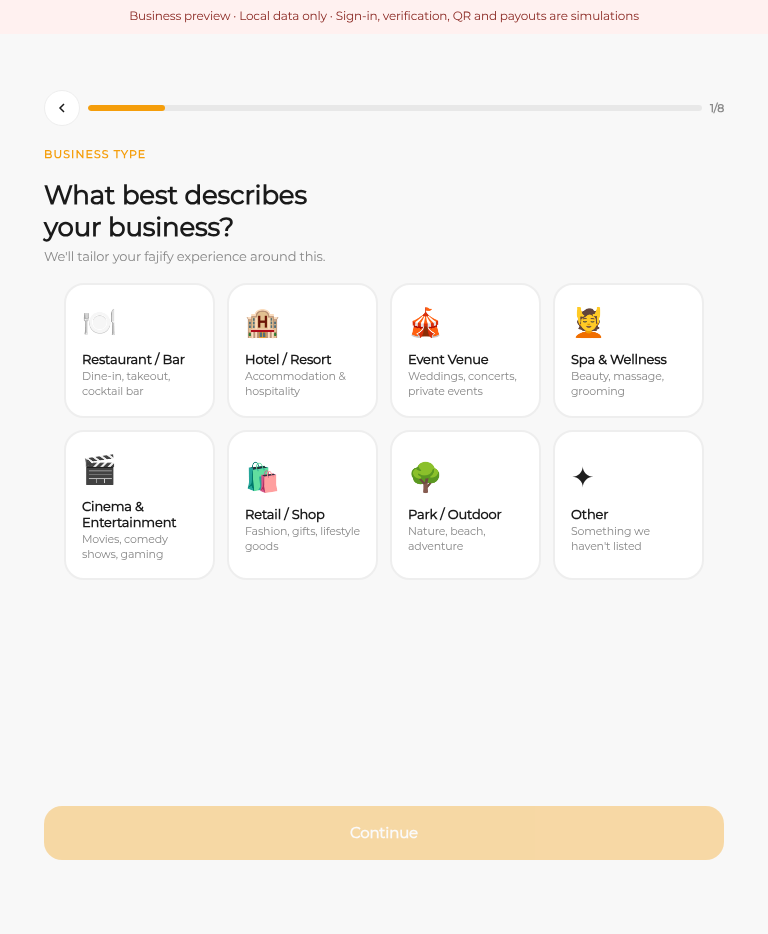 Business preview · Local data only · Sign-in, verification, QR and payouts are simulations
1/8
BUSINESS TYPE
What best describes
your business?
We'll tailor your fajify experience around this.
Restaurant / Bar
Dine-in, takeout,
cocktail bar
Hotel / Resort
Accommodation &
hospitality
Event Venue
Weddings, concerts,
private events
Spa & Wellness
Beauty, massage,
grooming
Cinema &
Entertainment
Movies, comedy
shows, gaming
Retail / Shop
Fashion, gifts, lifestyle
goods
Park / Outdoor
Nature, beach,
adventure
Other
Something we
haven't listed
Continue